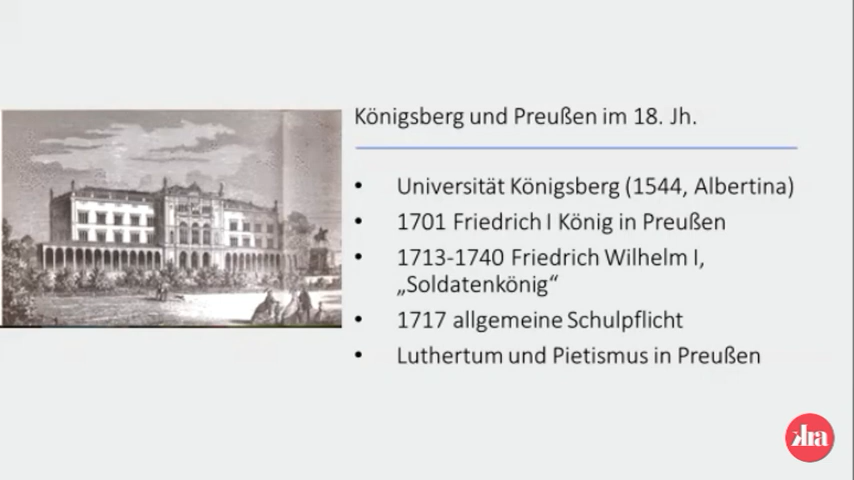 Königsberg und Preußen im 18. Jh.
• Universität Königsberg (1544, Albertina)
• 1701 Friedrich I König in Preußen
• 1713-1740 Friedrich Wilhelm I,
„Soldatenkönig“
• 1717 allgemeine Schulpflicht
• Luthertum und Pietismus in Preußen
kha